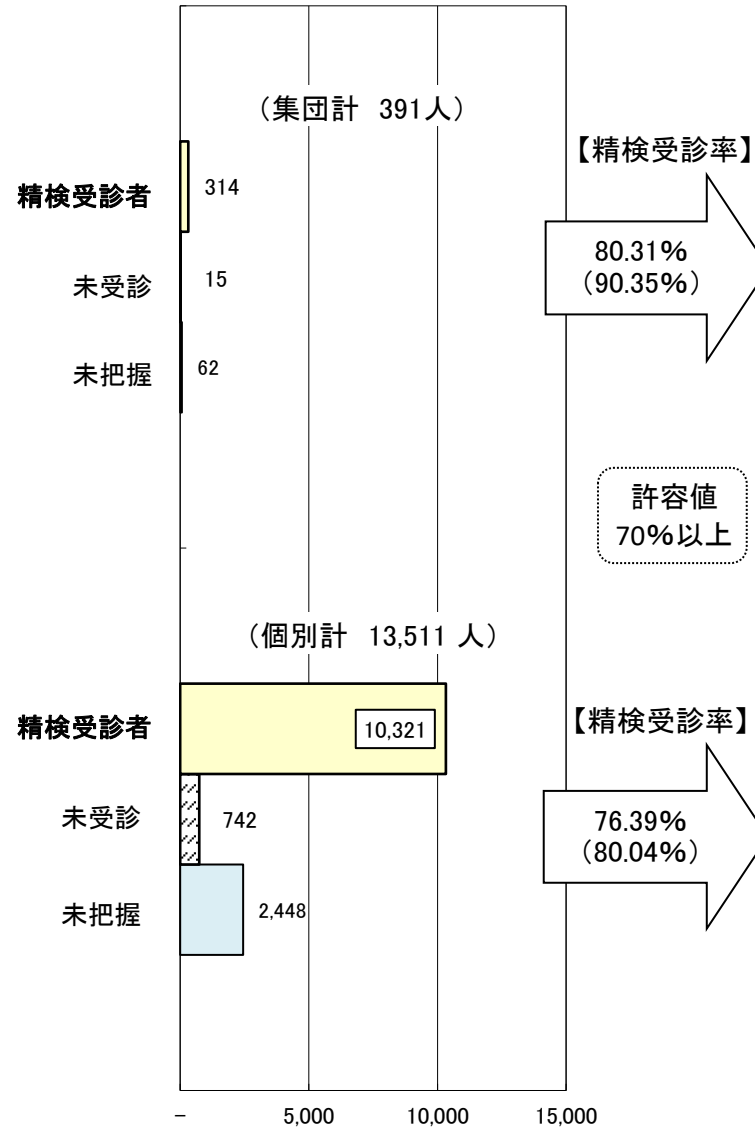 （集団計　391人）
【精検受診率】
精検受診者
314
80.31%
（90.35%）
未受診
15
未把握
62
許容値
70%以上
（個別計　13,511 人）
【精検受診率】
精検受診者
10,321
76.39%
（80.04%）
未受診
742
未把握
2,448
－
5,000
10,000
15,000